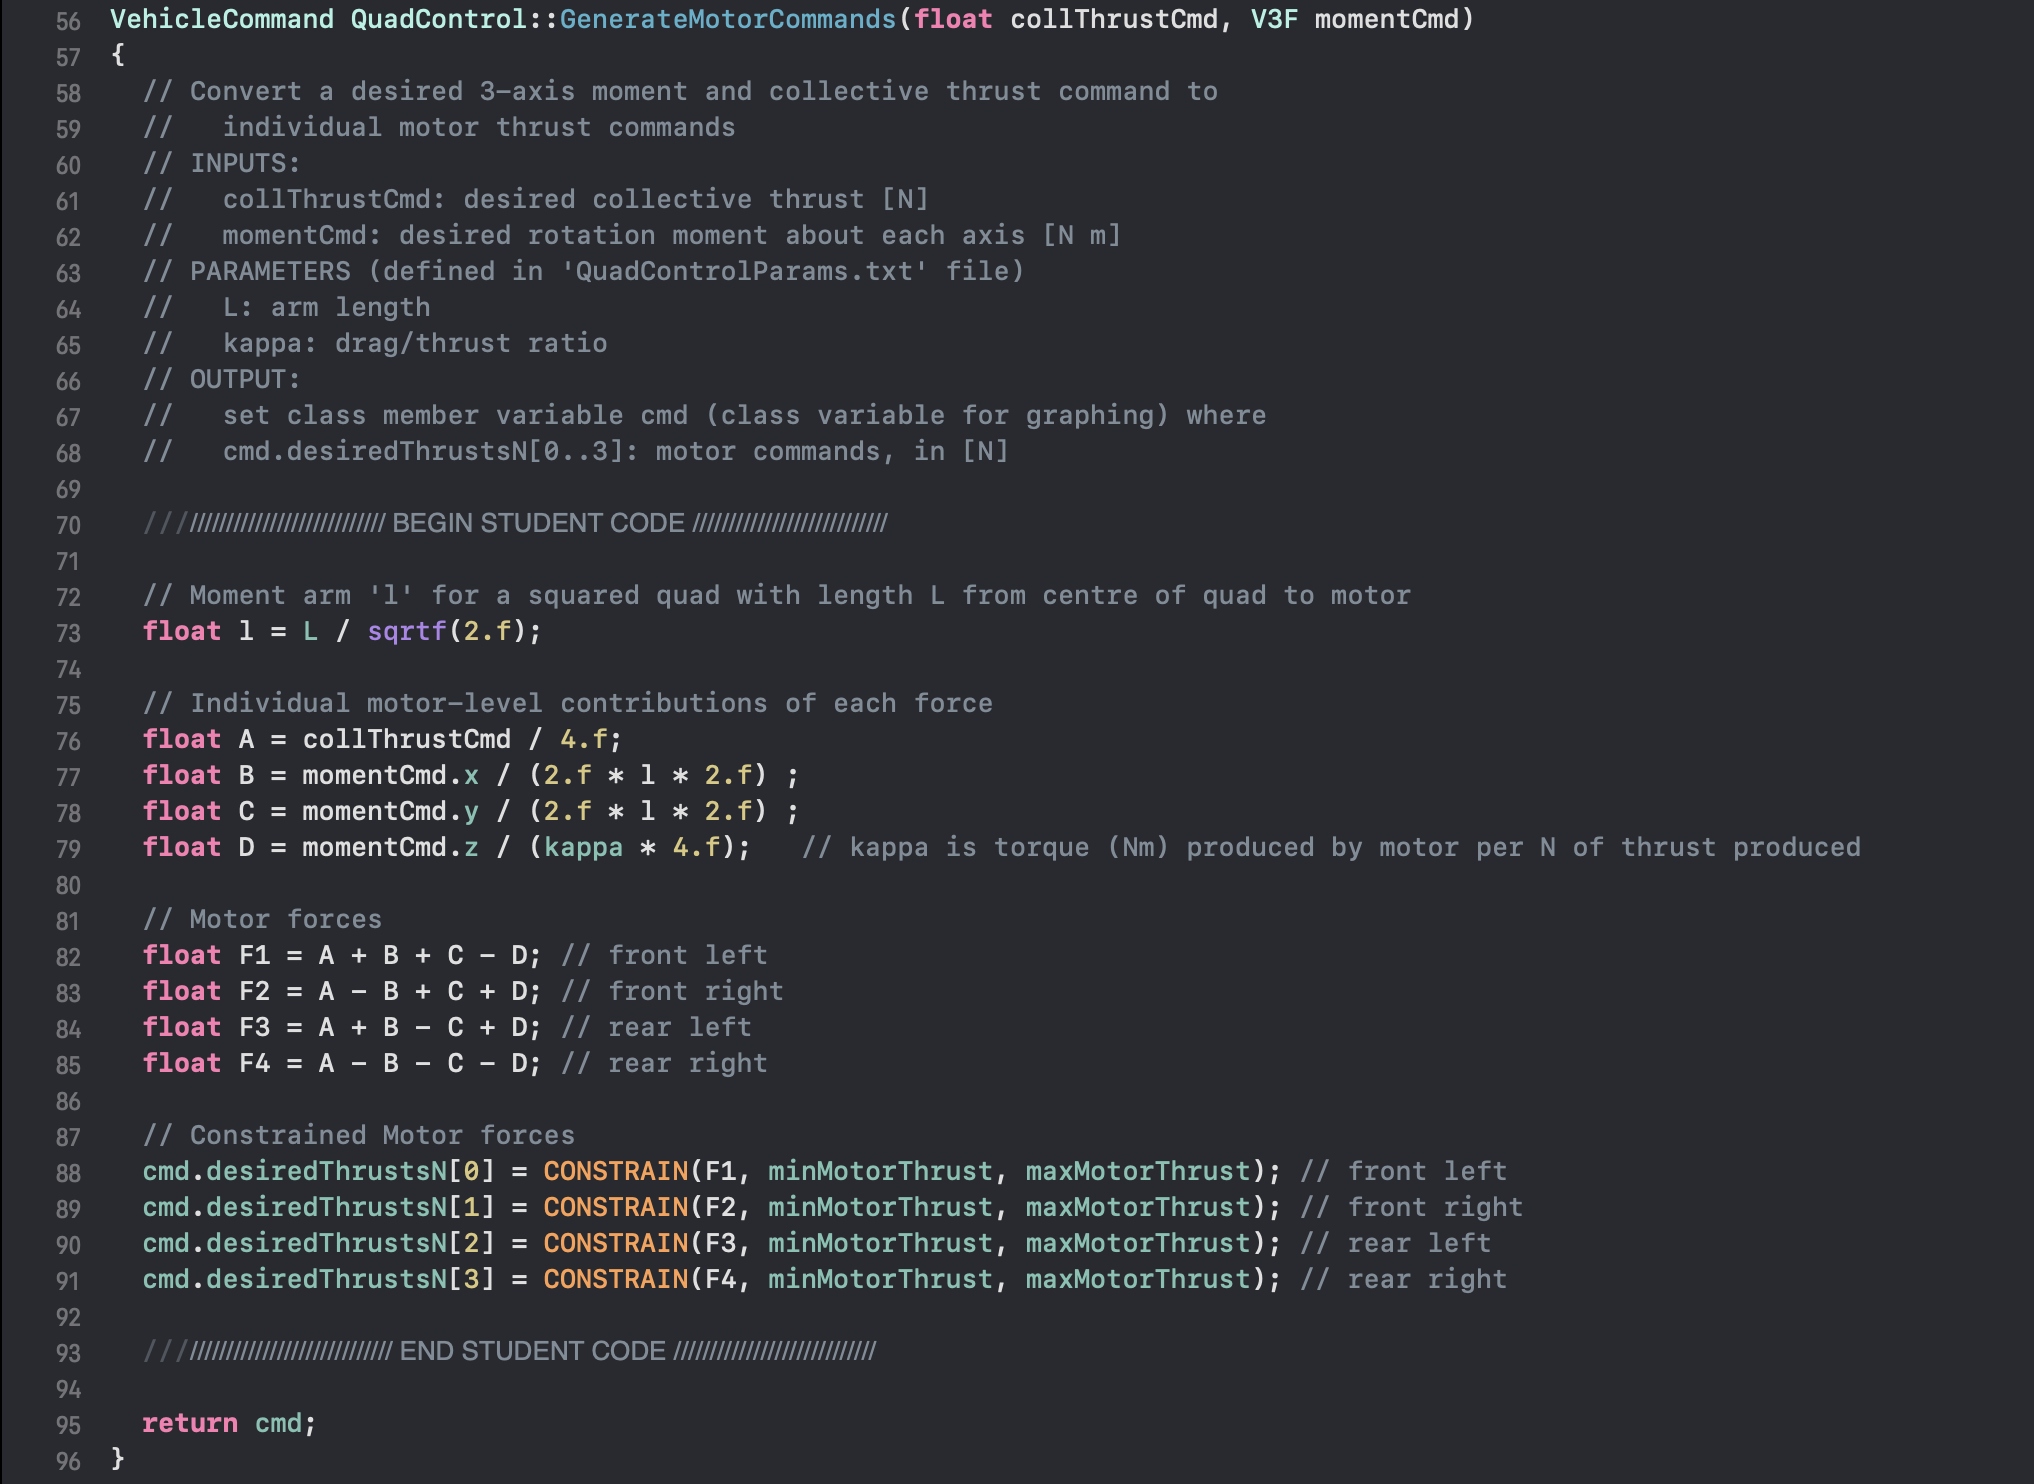 56 VehicleCommand QuadControl::GenerateMotorCommands(float collThrustCmd, V3F momentCmd)
57 {
58 // Convert a desired 3-axis moment and collective thrust command to
59 //   individual motor thrust commands
60 // INPUTS:
61 //   collThrustCmd: desired collective thrust [N]
62 //   momentCmd: desired rotation moment about each axis [N m]
63 // PARAMETERS (defined in 'QuadControlParams.txt' file)
64 //   L: arm length
65 //   kappa: drag/thrust ratio
66 // OUTPUT:
67 //   set class member variable cmd (class variable for graphing) where
68 //   cmd.desiredThrustsN[0..3]: motor commands, in [N]
69
70 ////////////////////////////// BEGIN STUDENT CODE ///////////////////////////
71
72 // Moment arm 'l' for a squared quad with length L from centre of quad to motor
73 float l = L / sqrtf(2.f);
74
75 // Individual motor-level contributions of each force
76 float A = collThrustCmd / 4.f;
77 float B = momentCmd.x / (2.f * l * 2.f) ;
78 float C = momentCmd.y / (2.f * l * 2.f) ;
79 float D = momentCmd.z / (kappa * 4.f);   // kappa is torque (Nm) produced by motor per N of thrust produced
80
81 // Motor forces
82 float F1 = A + B + C - D; // front left
83 float F2 = A - B + C + D; // front right
84 float F3 = A + B - C + D; // rear left
85 float F4 = A - B - C - D; // rear right
86
87 // Constrained Motor forces
88 cmd.desiredThrustsN[0] = CONSTRAIN(F1, minMotorThrust, maxMotorThrust); // front left
89 cmd.desiredThrustsN[1] = CONSTRAIN(F2, minMotorThrust, maxMotorThrust); // front right
90 cmd.desiredThrustsN[2] = CONSTRAIN(F3, minMotorThrust, maxMotorThrust); // rear left
91 cmd.desiredThrustsN[3] = CONSTRAIN(F4, minMotorThrust, maxMotorThrust); // rear right
92
93 /////////////////////////////// END STUDENT CODE ////////////////////////////
94
95 return cmd;
96 }